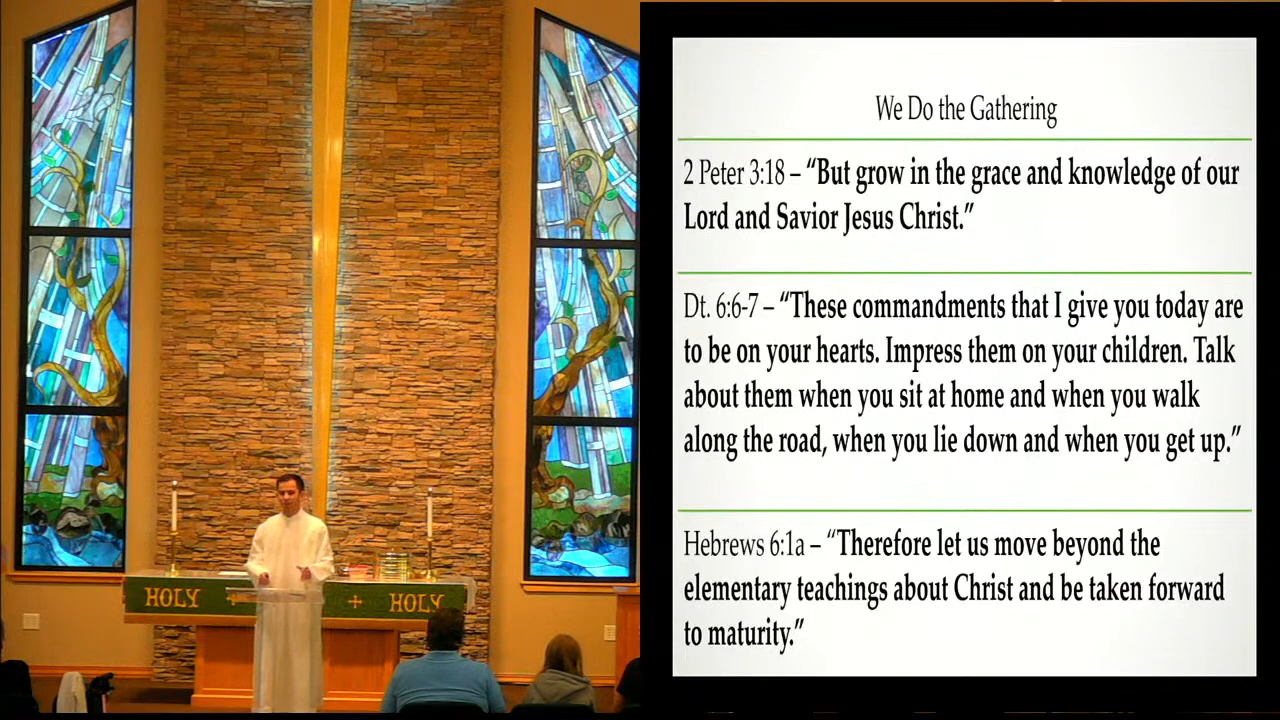 HOLY HOLY
We Do the Gathering
2 Peter 3:18 – “But grow in the grace and knowledge of our
Lord and Savior Jesus Christ.”
Dt. 6:6-7 – “These commandments that I give you today are
to be on your hearts. Impress them on your children. Talk
about them when you sit at home and when you walk
along the road, when you lie down and when you get up.”
Hebrews 6:1a – “Therefore let us move beyond the
elementary teachings about Christ and be taken forward
to maturity.”